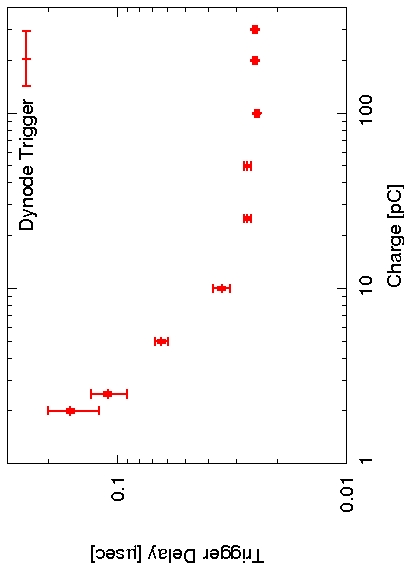 Dynode Trigger
0.1
0.01
Trigger Delay [μsec]
1
10
100
Charge [pC]